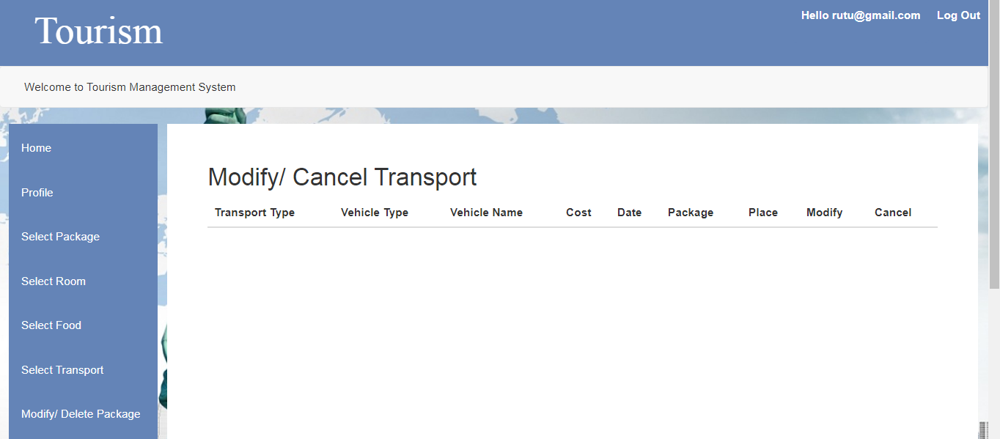 Tourism
Hello rutu@gmail.com Log Out
Welcome to Tourism Management System
Home
Profile
Select Package
Select Room
Select Food
Select Transport
Modify/ Delete Package
Modify/ Cancel Transport
Transport Type Vehicle Type Vehicle Name Cost Date Package Place Modify Cancel